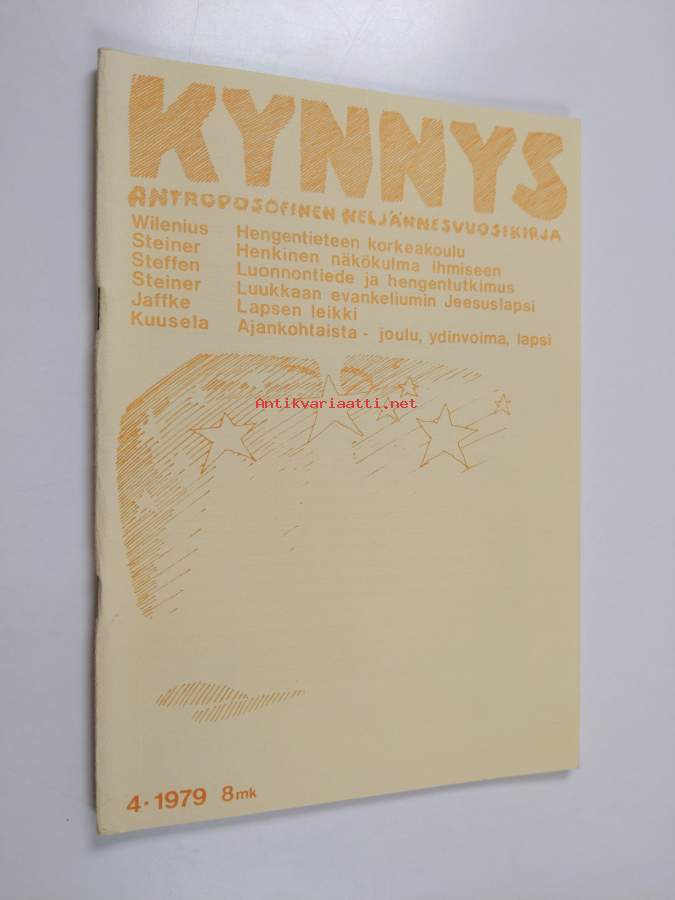 KYNNYS
ANTROPOSOFINEN NELJÄNNESVUOSIKIRJA
Wilenius Hengentieteen korkeakoulu
Steiner Henkinen näkökulma ihmiseen
Steffen Luonnontiede ja hengentutkimus
Steiner Luukkaan evankeliumin Jeesuslapsi
Jaffke Lapsen leikki
Kuusela Ajankohtaista - joulu, ydinvoima, lapsi
Antikvariaatti.net
4·1979 8mk